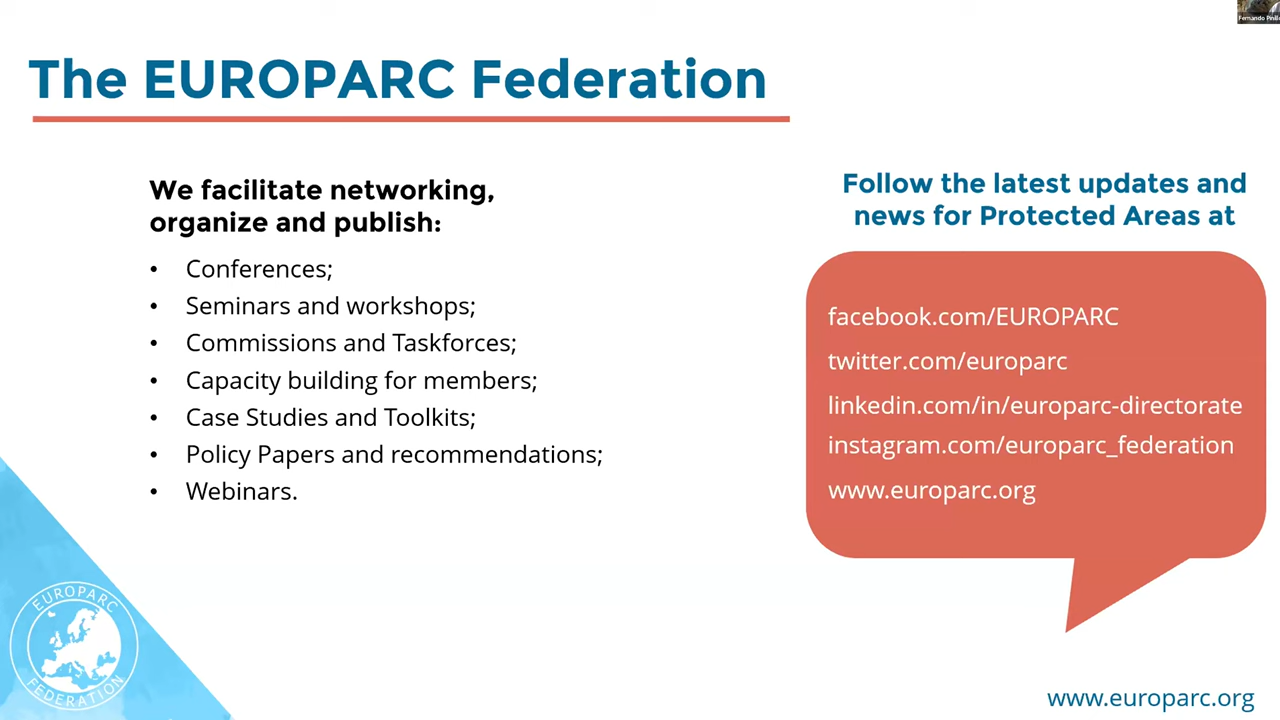 The EUROPARC Federation
We facilitate networking,
organize and publish:
• Conferences;
• Seminars and workshops;
• Commissions and Taskforces;
• Capacity building for members;
• Case Studies and Toolkits;
• Policy Papers and recommendations;
• Webinars.
Follow the latest updates and
news for Protected Areas at
facebook.com/EUROPARC
twitter.com/europarc
linkedin.com/in/europarc-directorate
instagram.com/europarc_federation
www.europarc.org
EUROPARC
FEDERATION
www.europarc.org
Fernando